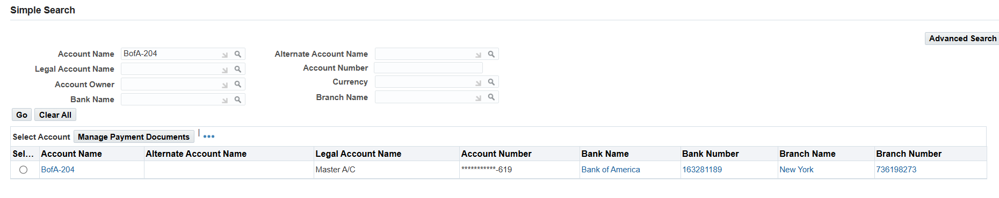 Simple Search
Advanced Search
Account Name BofA-204 Alternate Account Name
Legal Account Name Account Number
Account Owner Currency
Bank Name Branch Name
Go Clear All
Select Account Manage Payment Documents | •••
Sel... Account Name Alternate Account Name Legal Account Name Account Number Bank Name Bank Number Branch Name Branch Number
BofA-204 Master A/C ***********-619 Bank of America 163281189 New York 736198273